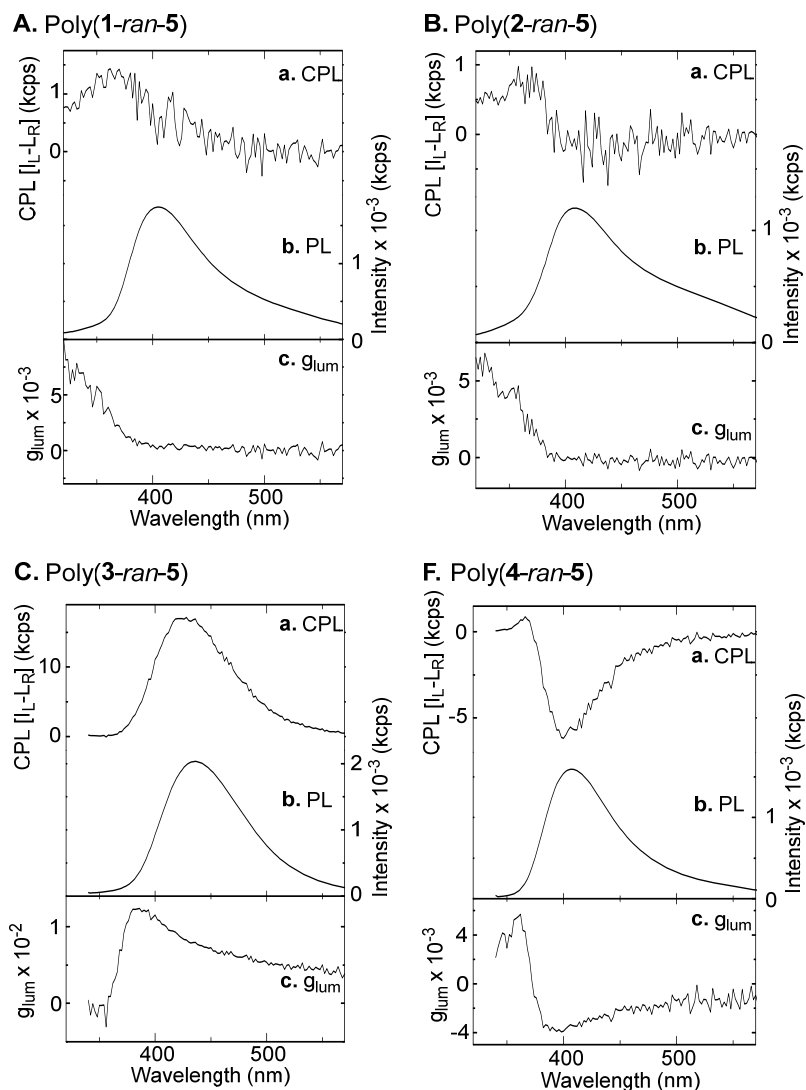 A. Poly(1-ran-5)
a. CPL
CPL [IL-LR] (kcps)
1
0
b. PL
Intensity x 10-3 (kcps)
1
0
c. glum
glum x 10-3
5
0
400
500
Wavelength (nm)
B. Poly(2-ran-5)
a. CPL
CPL [IL-LR] (kcps)
1
0
b. PL
Intensity x 10-3 (kcps)
1
0
c. glum
glum x 10-3
5
0
400
500
Wavelength (nm)
C. Poly(3-ran-5)
a. CPL
CPL [IL-LR] (kcps)
10
0
b. PL
Intensity x 10-3 (kcps)
2
1
0
c. glum
glum x 10-2
1
0
400
500
Wavelength (nm)
F. Poly(4-ran-5)
a. CPL
CPL [IL-LR] (kcps)
0
-5
b. PL
Intensity x 10-3 (kcps)
1
0
c. glum
glum x 10-3
4
0
-4
400
500
Wavelength (nm)